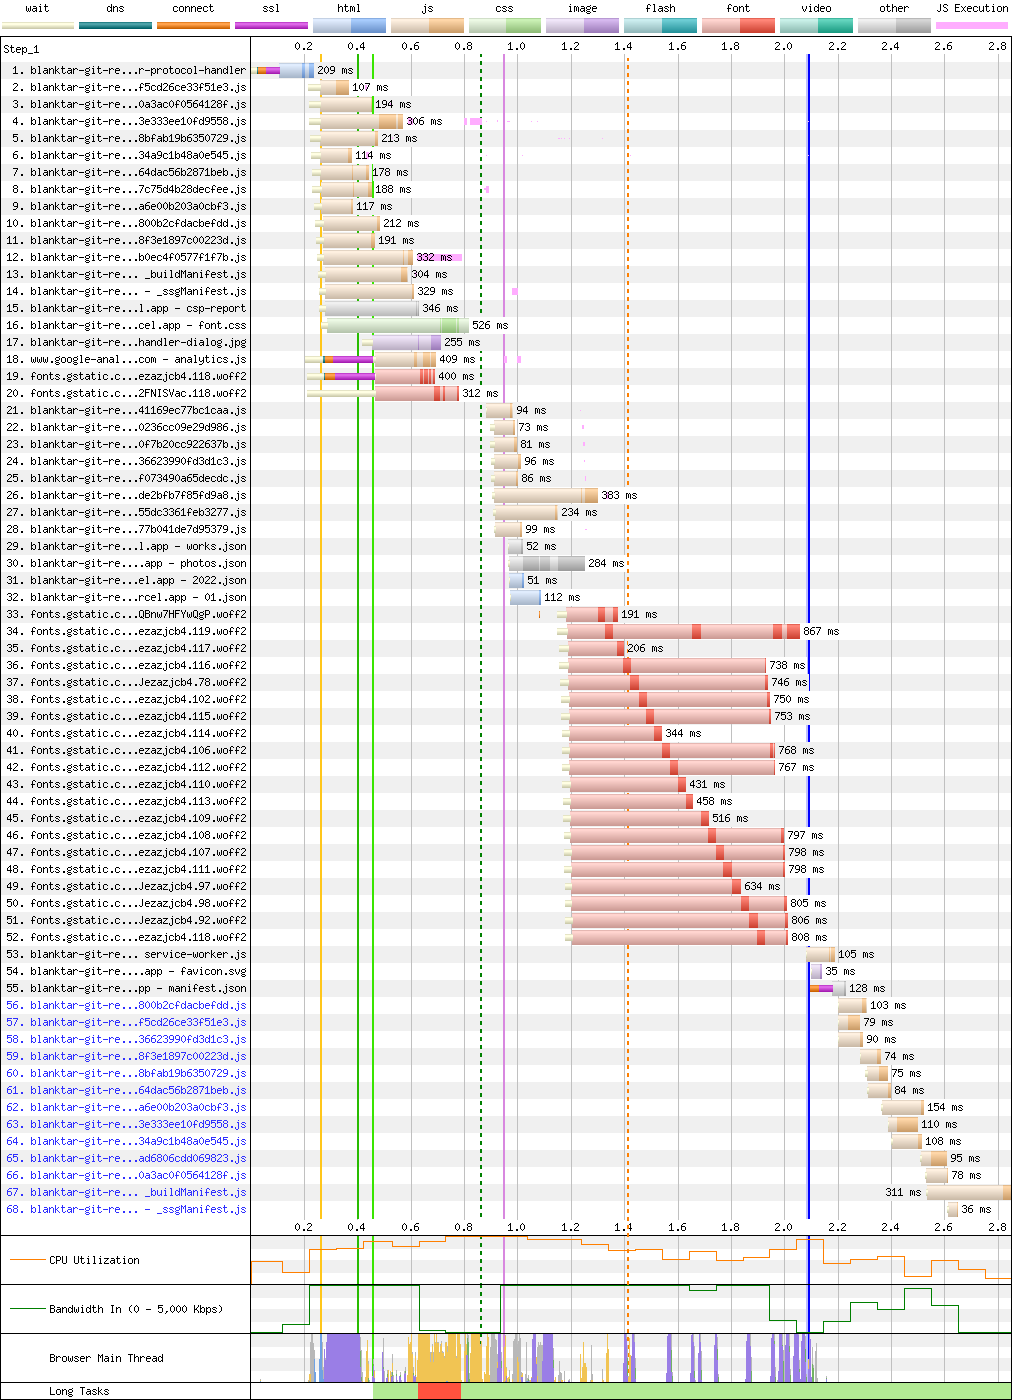 wait dns connect ssl html js css image flash font video other JS Execution
Step_1 0.2 0.4 0.6 0.8 1.0 1.2 1.4 1.6 1.8 2.0 2.2 2.4 2.6 2.8
1. blanktar-git-re...r-protocol-handler 209 ms
2. blanktar-git-re...f5cd26ce33f51e3.js 107 ms
3. blanktar-git-re...0a3ac0f0564128f.js 194 ms
4. blanktar-git-re...3e333ee10fd9558.js 306 ms
5. blanktar-git-re...8bfab19b6350729.js 213 ms
6. blanktar-git-re...34a9c1b48a0e545.js 114 ms
7. blanktar-git-re...64dac56b2871beb.js 178 ms
8. blanktar-git-re...7c75d4b28decfee.js 188 ms
9. blanktar-git-re...a6e00b203a0cbf3.js 117 ms
10. blanktar-git-re...800b2cfdacbefdd.js 212 ms
11. blanktar-git-re...8f3e1897c00223d.js 191 ms
12. blanktar-git-re...b0ec4f0577f1f7b.js 332 ms
13. blanktar-git-re... _buildManifest.js 304 ms
14. blanktar-git-re... - _ssgManifest.js 329 ms
15. blanktar-git-re...l.app - csp-report 346 ms
16. blanktar-git-re...cel.app - font.css 526 ms
17. blanktar-git-re...handler-dialog.jpg 255 ms
18. www.google-anal...com - analytics.js 409 ms
19. fonts.gstatic.c...ezazjcb4.118.woff2 400 ms
20. fonts.gstatic.c...2FNISVac.118.woff2 312 ms
21. blanktar-git-re...41169ec77bc1caa.js 94 ms
22. blanktar-git-re...0236cc09e29d986.js 73 ms
23. blanktar-git-re...0f7b20cc922637b.js 81 ms
24. blanktar-git-re...36623990fd3d1c3.js 96 ms
25. blanktar-git-re...f073490a65decdc.js 86 ms
26. blanktar-git-re...de2bfb7f85fd9a8.js 383 ms
27. blanktar-git-re...55dc3361feb3277.js 234 ms
28. blanktar-git-re...77b041de7d95379.js 99 ms
29. blanktar-git-re...l.app - works.json 52 ms
30. blanktar-git-re....app - photos.json 284 ms
31. blanktar-git-re...el.app - 2022.json 51 ms
32. blanktar-git-re...rcel.app - 01.json 112 ms
33. fonts.gstatic.c...QBnw7HFYwQgP.woff2 191 ms
34. fonts.gstatic.c...ezazjcb4.119.woff2 867 ms
35. fonts.gstatic.c...ezazjcb4.117.woff2 206 ms
36. fonts.gstatic.c...ezazjcb4.116.woff2 738 ms
37. fonts.gstatic.c...Jezazjcb4.78.woff2 746 ms
38. fonts.gstatic.c...ezazjcb4.102.woff2 750 ms
39. fonts.gstatic.c...ezazjcb4.115.woff2 753 ms
40. fonts.gstatic.c...ezazjcb4.114.woff2 344 ms
41. fonts.gstatic.c...ezazjcb4.106.woff2 768 ms
42. fonts.gstatic.c...ezazjcb4.112.woff2 767 ms
43. fonts.gstatic.c...ezazjcb4.110.woff2 431 ms
44. fonts.gstatic.c...ezazjcb4.113.woff2 458 ms
45. fonts.gstatic.c...ezazjcb4.109.woff2 516 ms
46. fonts.gstatic.c...ezazjcb4.108.woff2 797 ms
47. fonts.gstatic.c...ezazjcb4.107.woff2 798 ms
48. fonts.gstatic.c...ezazjcb4.111.woff2 798 ms
49. fonts.gstatic.c...Jezazjcb4.97.woff2 634 ms
50. fonts.gstatic.c...Jezazjcb4.98.woff2 805 ms
51. fonts.gstatic.c...Jezazjcb4.92.woff2 806 ms
52. fonts.gstatic.c...ezazjcb4.118.woff2 808 ms
53. blanktar-git-re... service-worker.js 105 ms
54. blanktar-git-re....app - favicon.svg 35 ms
55. blanktar-git-re...pp - manifest.json 128 ms
56. blanktar-git-re...800b2cfdacbefdd.js 103 ms
57. blanktar-git-re...f5cd26ce33f51e3.js 79 ms
58. blanktar-git-re...36623990fd3d1c3.js 90 ms
59. blanktar-git-re...8f3e1897c00223d.js 74 ms
60. blanktar-git-re...8bfab19b6350729.js 75 ms
61. blanktar-git-re...64dac56b2871beb.js 84 ms
62. blanktar-git-re...a6e00b203a0cbf3.js 154 ms
63. blanktar-git-re...3e333ee10fd9558.js 110 ms
64. blanktar-git-re...34a9c1b48a0e545.js 108 ms
65. blanktar-git-re...ad6806cdd069823.js 95 ms
66. blanktar-git-re...0a3ac0f0564128f.js 78 ms
67. blanktar-git-re... _buildManifest.js 311 ms
68. blanktar-git-re... - _ssgManifest.js 36 ms
0.2 0.4 0.6 0.8 1.0 1.2 1.4 1.6 1.8 2.0 2.2 2.4 2.6 2.8
CPU Utilization
Bandwidth In (0 - 5,000 Kbps)
Browser Main Thread
Long Tasks